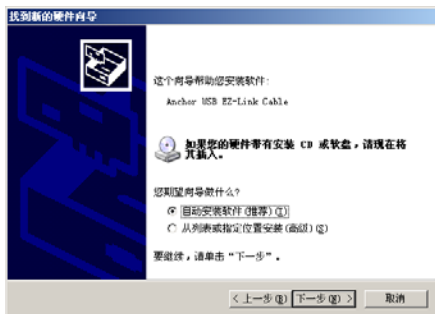 找到新的硬件向导
这个向导帮助您安装软件:
Anchor USB EZ-Link Cable
如果您的硬件带有安装 CD 或软盘，请现在将
其插入。
您期望向导做什么?
自动安装软件(推荐)(I)
从列表或指定位置安装(高级)(S)
要继续，请单击“下一步”。
< 上一步(B)
下一步(N) >
取消